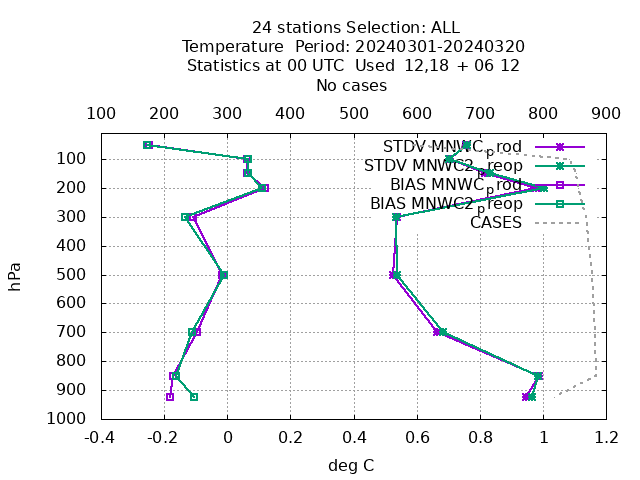 24 stations Selection: ALL
Temperature  Period: 20240301-20240320
Statistics at 00 UTC  Used  12,18 + 06 12
No cases
100 200 300 400 500 600 700 800 900
STDV MNWC_prod
STDV MNWC2_preop
BIAS MNWC_prod
BIAS MNWC2_preop
CASES
hPa
100
200
300
400
500
600
700
800
900
1000
-0.4 -0.2 0 0.2 0.4 0.6 0.8 1 1.2
deg C